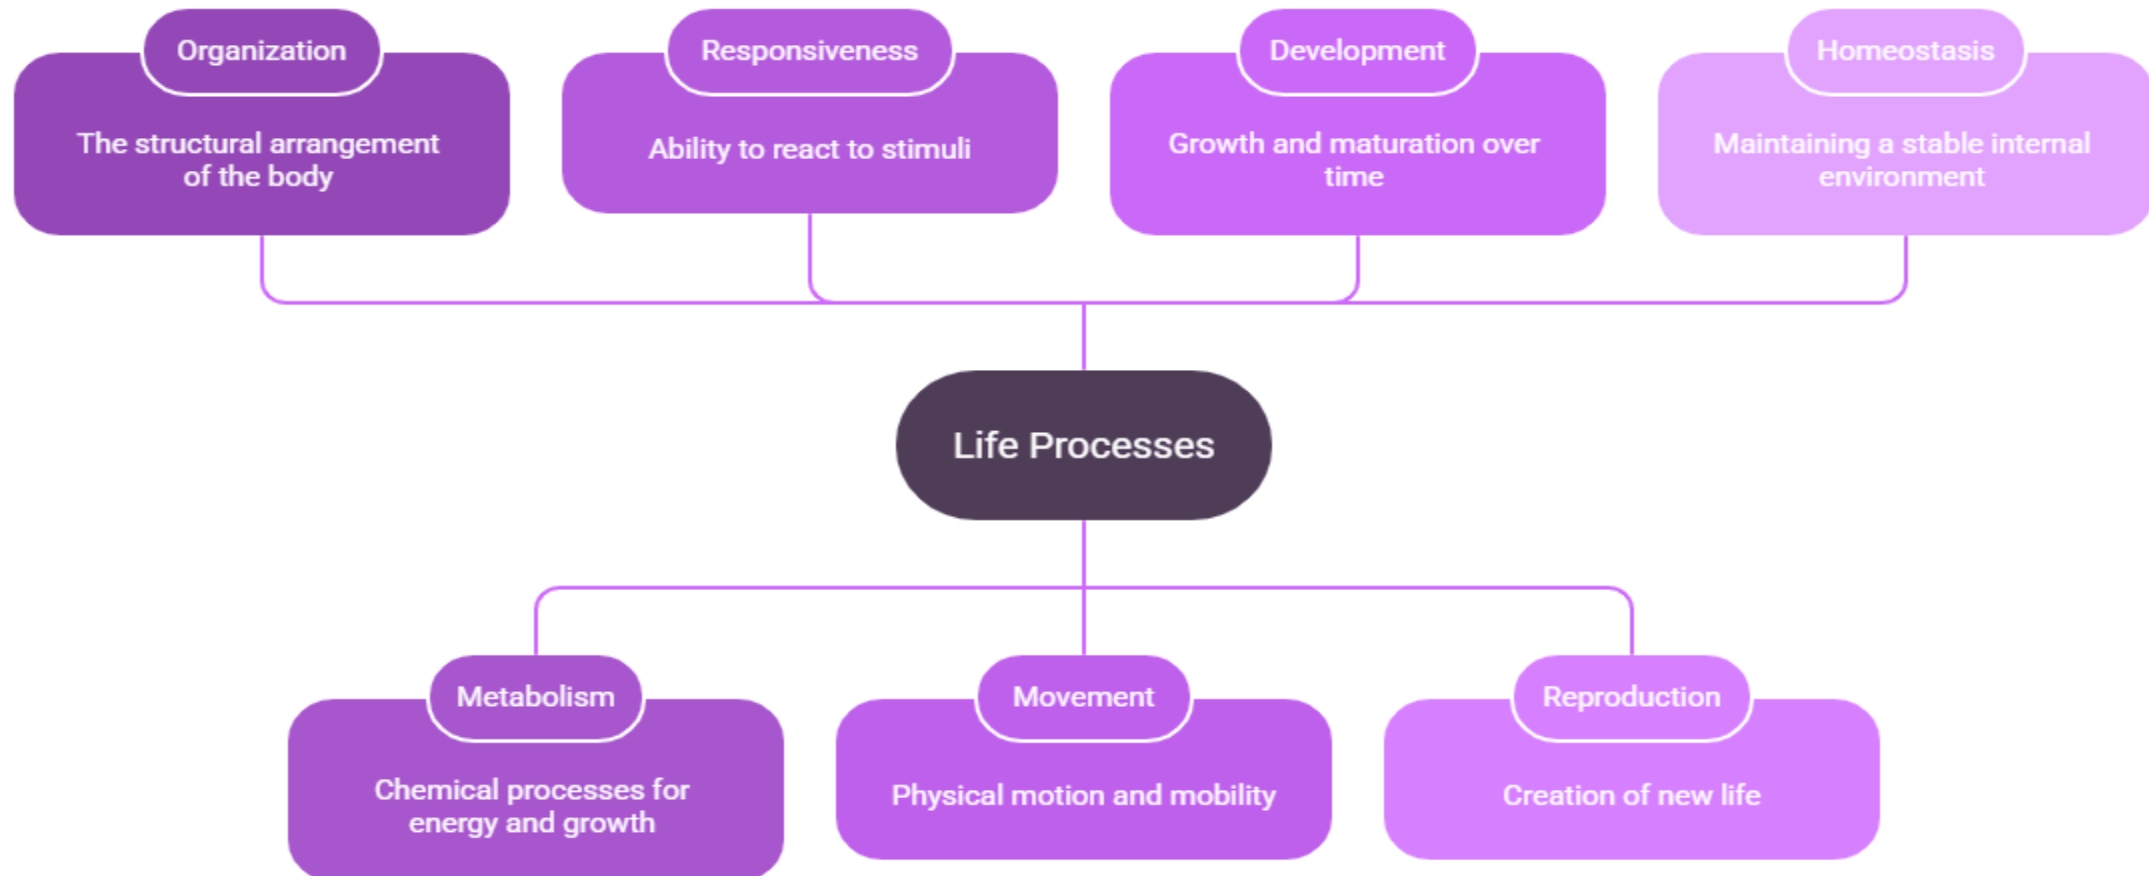 Organization
The structural arrangement
of the body
Responsiveness
Ability to react to stimuli
Development
Growth and maturation over
time
Homeostasis
Maintaining a stable internal
environment
Life Processes
Metabolism
Chemical processes for
energy and growth
Movement
Physical motion and mobility
Reproduction
Creation of new life